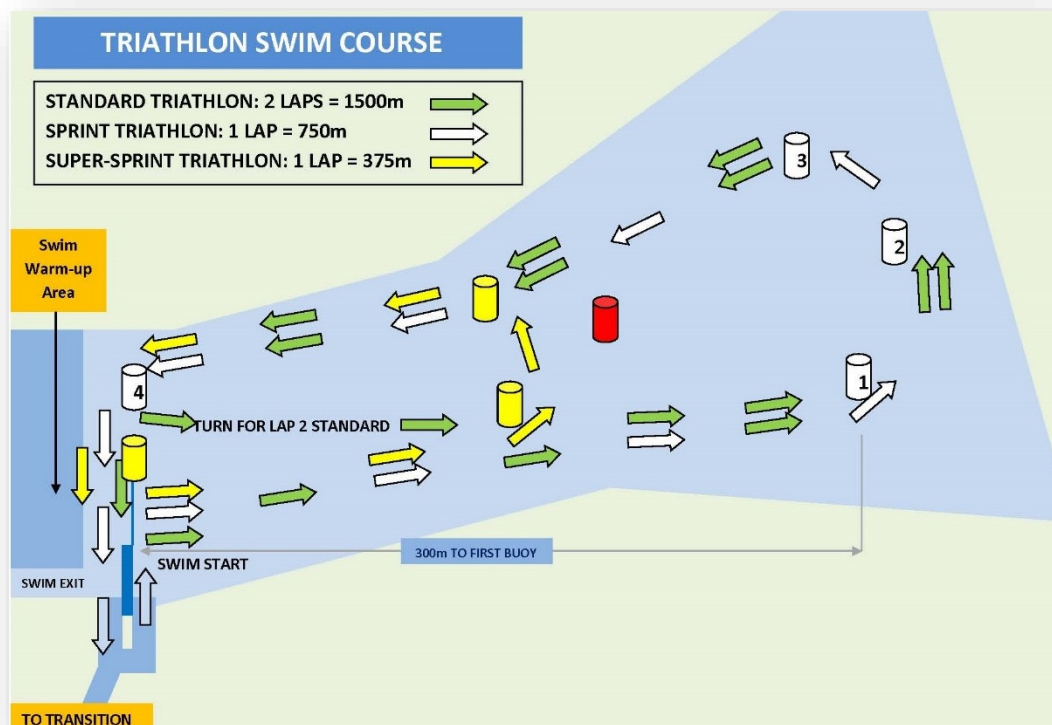 TRIATHLON SWIM COURSE
STANDARD TRIATHLON: 2 LAPS = 1500m
SPRINT TRIATHLON: 1 LAP = 750m
SUPER-SPRINT TRIATHLON: 1 LAP = 375m
3
2
Swim
Warm-up
Area
1
4
TURN FOR LAP 2 STANDARD
300m TO FIRST BUOY
SWIM START
SWIM EXIT
TO TRANSITION